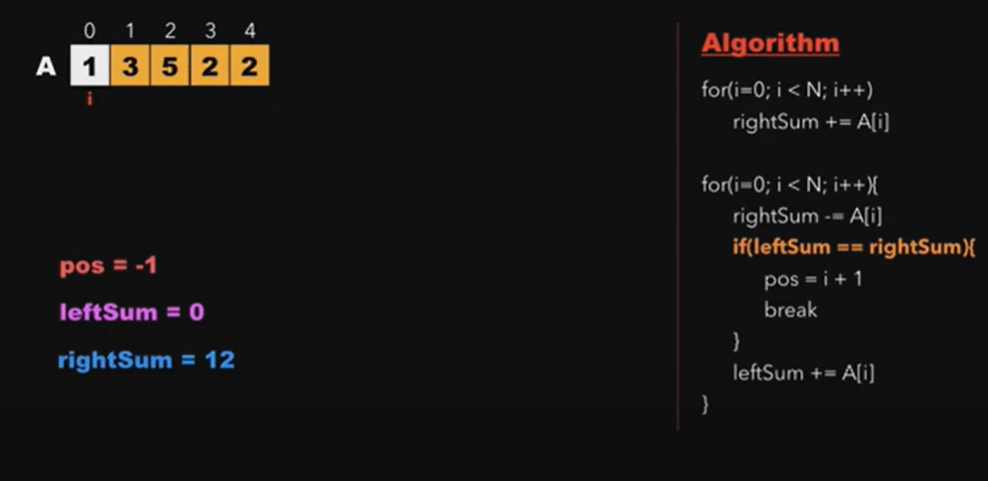 0 1 2 3 4
A 1 3 5 2 2
i
pos = -1
leftSum = 0
rightSum = 12
Algorithm
for(i=0; i < N; i++)
rightSum += A[i]
for(i=0; i < N; i++){
rightSum -= A[i]
if(leftSum == rightSum){
pos = i + 1
break
}
leftSum += A[i]
}